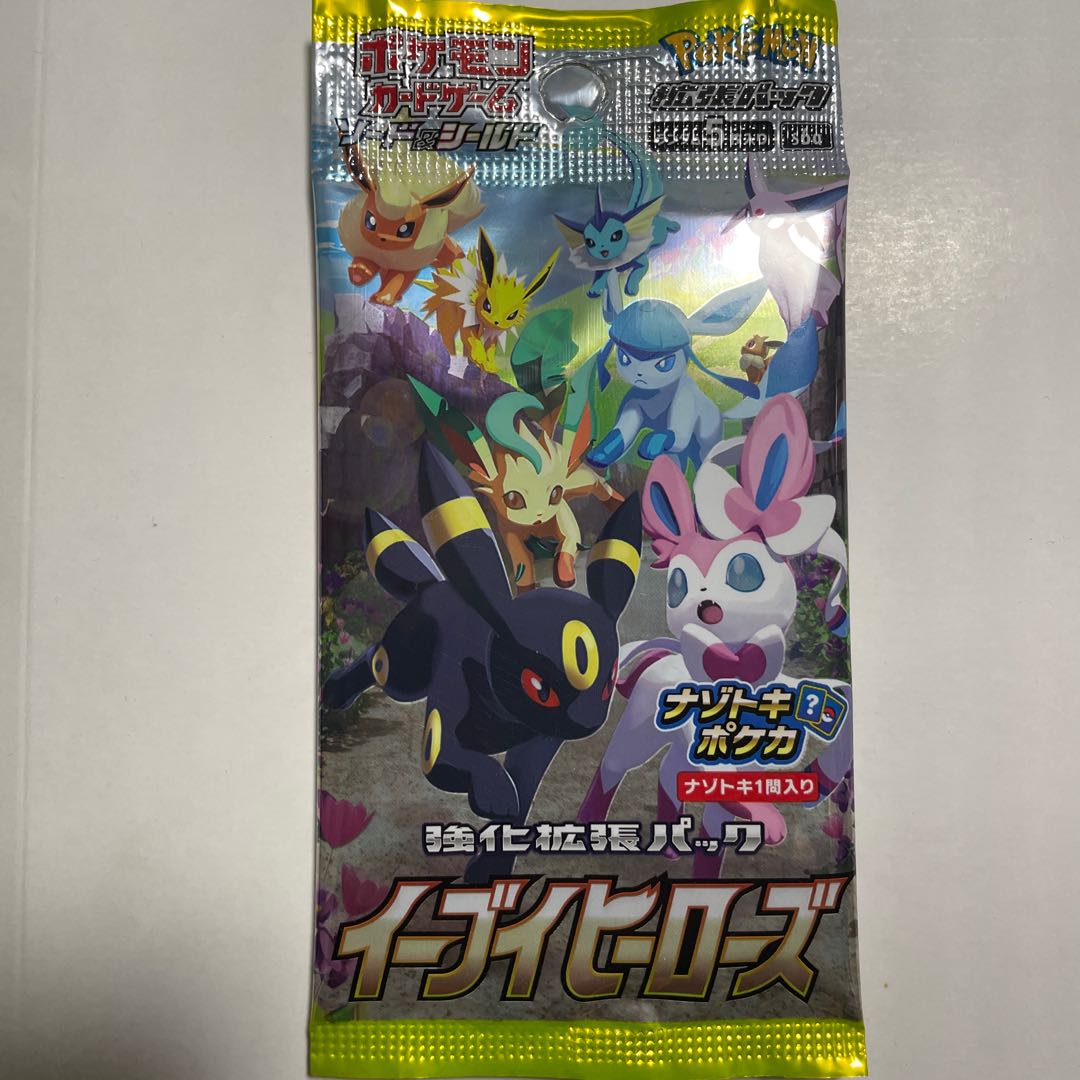 ポケモン
カードゲーム
ソード&シールド
Pokémon
拡張パック
5
S6a
ナゾトキ ?
ポケカ
ナゾトキ1問入り
強化拡張パック
イーブイヒーローズ